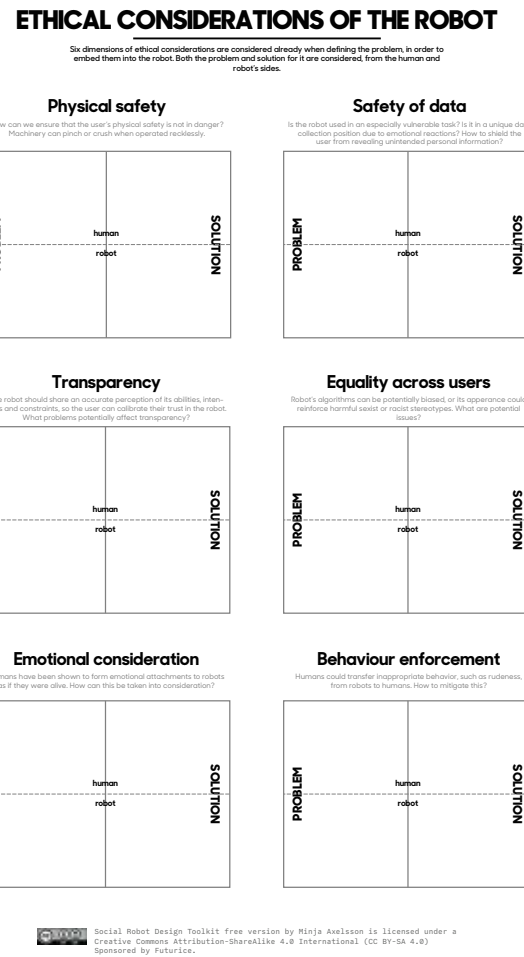 ETHICAL CONSIDERATIONS OF THE ROBOT
Six dimensions of ethical considerations are considered already when defining the problem, in order to
embed them into the robot. Both the problem and solution for it are considered, from the human and
robot's sides.
Physical safety
can we ensure that the user's physical safety is not in danger?
Machinery can pinch or crush when operated recklessly.
human
robot
SOLUTION
Safety of data
Is the robot used in an especially vulnerable task? Is it in a unique da
collection position due to emotional reactions? How to shield the
user from revealing unintended personal information?
PROBLEM
human
robot
SOLUTION
Transparency
robot should share an accurate perception of its abilities, inten-
s and constraints, so the user can calibrate their trust in the robot.
What problems potentially affect transparency?
human
robot
SOLUTION
Equality across users
Robot's algorithms can be potentially biased, or its apperance could
reinforce harmful sexist or racist stereotypes. What are potential
issues?
PROBLEM
human
robot
SOLUTION
Emotional consideration
mans have been shown to form emotional attachments to robots
as if they were alive. How can this be taken into consideration?
human
robot
SOLUTION
Behaviour enforcement
Humans could transfer inappropriate behavior, such as rudeness,
from robots to humans. How to mitigate this?
PROBLEM
human
robot
SOLUTION
Social Robot Design Toolkit free version by Minja Axelsson is licensed under a
Creative Commons Attribution-ShareAlike 4.0 International (CC BY-SA 4.0)
Sponsored by Futurice.